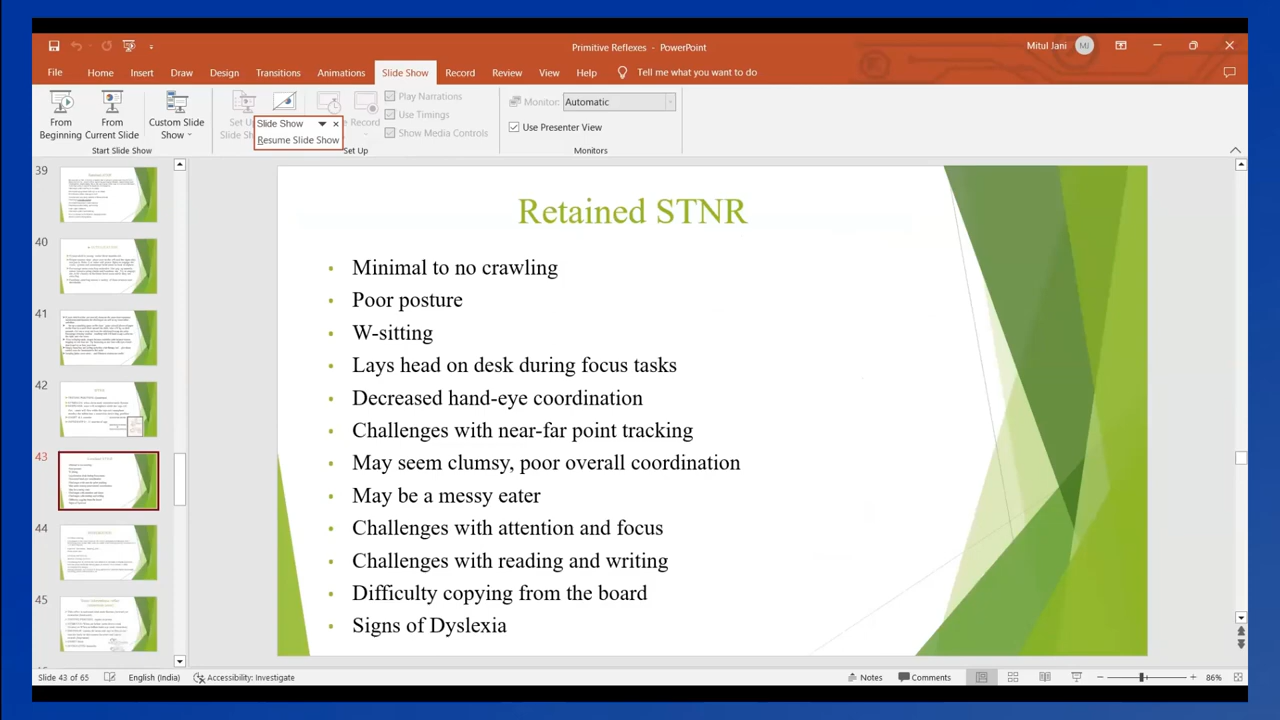 Primitive Reflexes - PowerPoint
Mitul Jani MJ
File Home Insert Draw Design Transitions Animations Slide Show Record Review View Help Tell me what you want to do
From Beginning
From Current Slide
Custom Slide Show
Set Up
Slide Sh
Record
Slide Show
Resume Slide Show
Play Narrations
Use Timings
Show Media Controls
Monitor: Automatic
Use Presenter View
Start Slide Show
Set Up
Monitors
39
40
41
42
43
44
45
Retained STNR
Minimal to no crawling
Poor posture
W-sitting
Lays head on desk during focus tasks
Decreased hand-eye coordination
Challenges with near-far point tracking
May seem clumsy, poor overall coordination
May be a messy eater
Challenges with attention and focus
Challenges with reading and writing
Difficulty copying from the board
Signs of Dyslexia
Slide 43 of 65 English (India) Accessibility: Investigate Notes Comments 86%